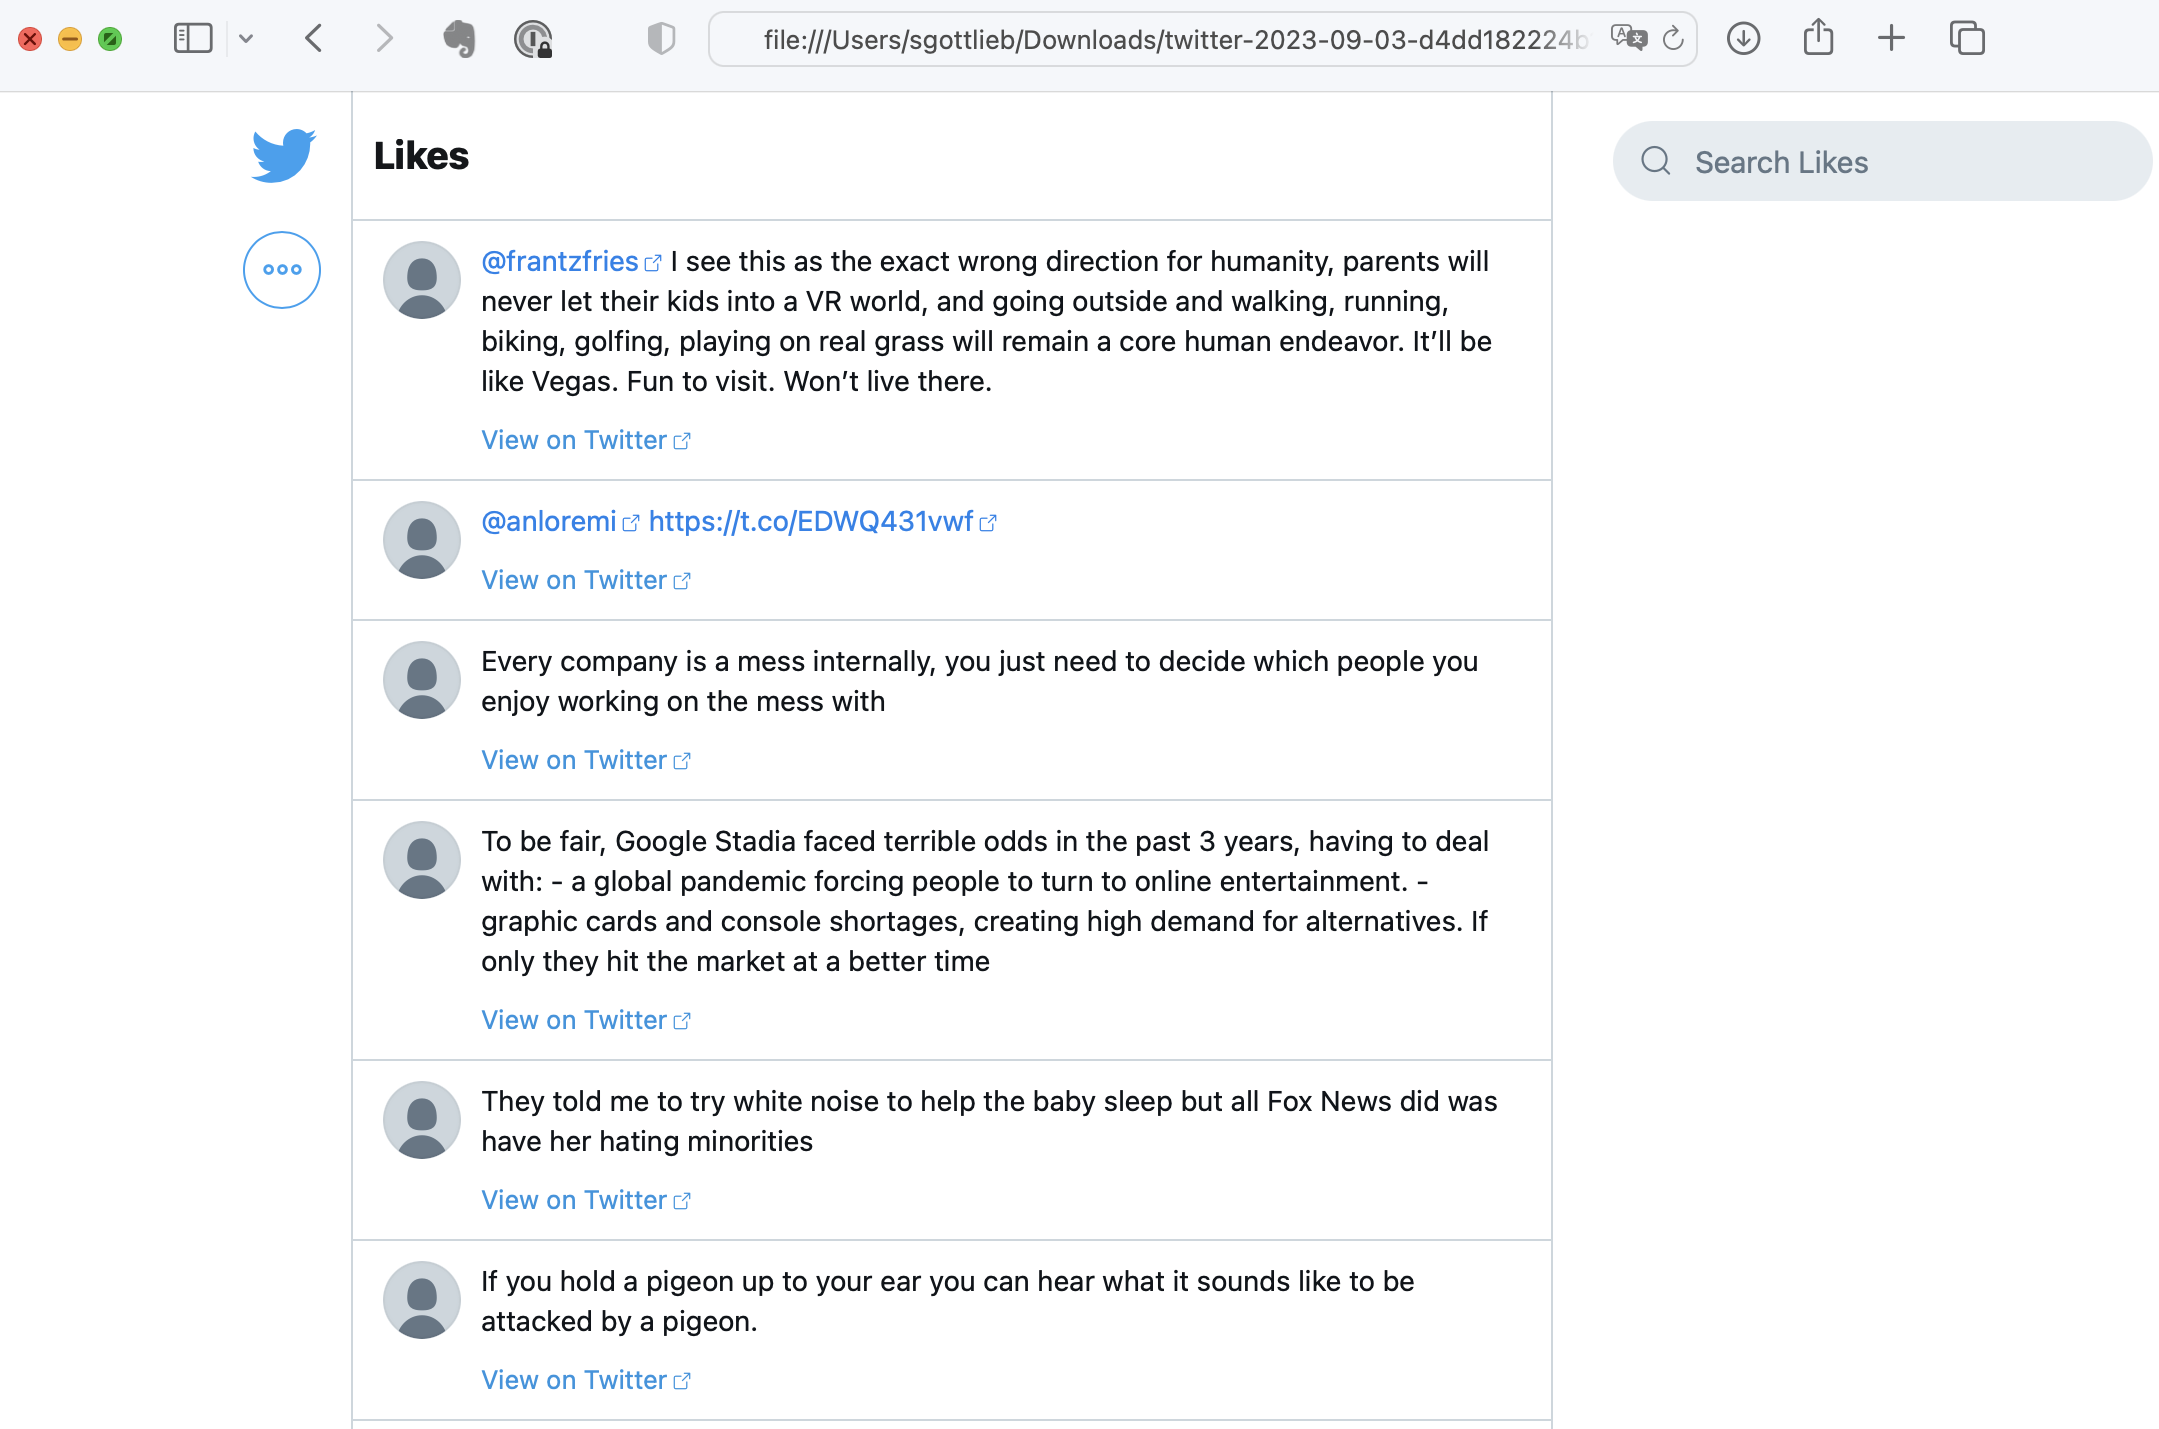 file:///Users/sgottlieb/Downloads/twitter-2023-09-03-d4dd182224b
Likes
Search Likes
@frantzfries I see this as the exact wrong direction for humanity, parents will
never let their kids into a VR world, and going outside and walking, running,
biking, golfing, playing on real grass will remain a core human endeavor. It’ll be
like Vegas. Fun to visit. Won’t live there.
View on Twitter
@anloremi https://t.co/EDWQ431vwf
View on Twitter
Every company is a mess internally, you just need to decide which people you
enjoy working on the mess with
View on Twitter
To be fair, Google Stadia faced terrible odds in the past 3 years, having to deal
with: - a global pandemic forcing people to turn to online entertainment. -
graphic cards and console shortages, creating high demand for alternatives. If
only they hit the market at a better time
View on Twitter
They told me to try white noise to help the baby sleep but all Fox News did was
have her hating minorities
View on Twitter
If you hold a pigeon up to your ear you can hear what it sounds like to be
attacked by a pigeon.
View on Twitter